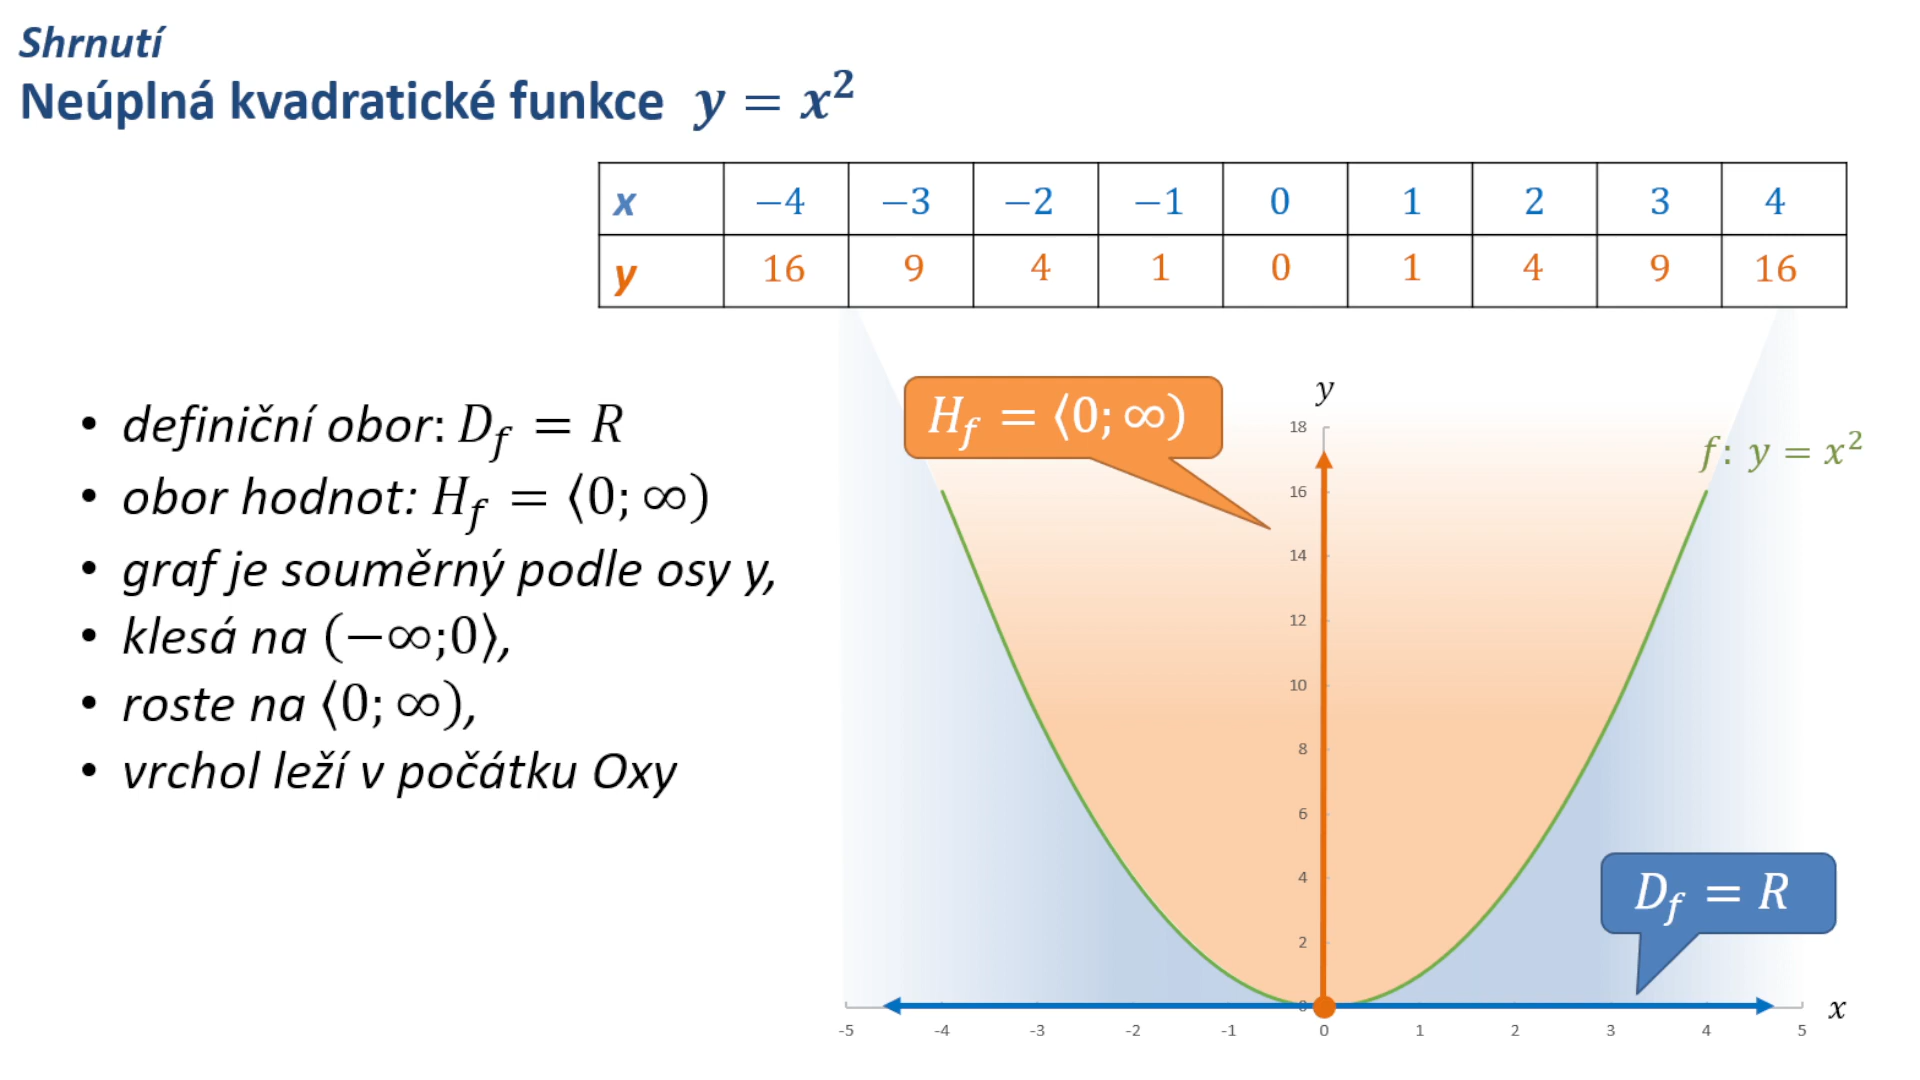 Shrnutí
Neúplná kvadratické funkce y = x²
x −4 −3 −2 −1 0 1 2 3 4
y 16 9 4 1 0 1 4 9 16
• definiční obor: D_f = R
• obor hodnot: H_f = ⟨0; ∞)
• graf je souměrný podle osy y,
• klesá na (−∞;0⟩,
• roste na ⟨0; ∞),
• vrchol leží v počátku Oxy
H_f = ⟨0; ∞)
y
f: y = x²
18
16
14
12
10
8
6
4
2
0
D_f = R
x
-5 -4 -3 -2 -1 0 1 2 3 4 5